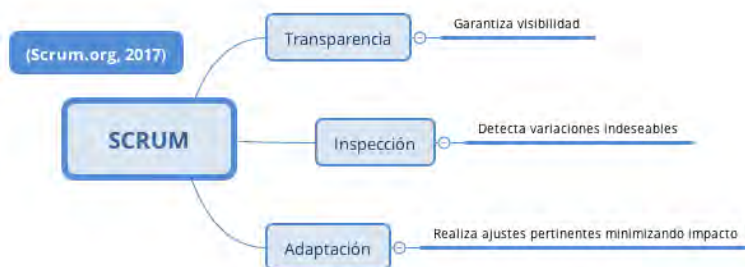 (Scrum.org, 2017)
SCRUM
Transparencia
Garantiza visibilidad
Inspección
Detecta variaciones indeseables
Adaptación
Realiza ajustes pertinentes minimizando impacto